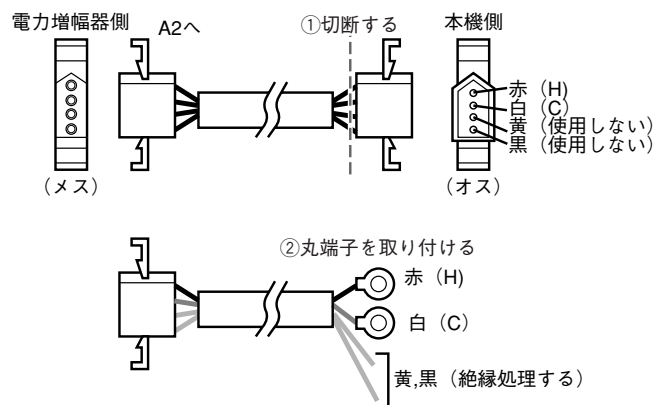 電力増幅器側
A2へ
①切断する
本機側
赤（H）
白（C）
黄（使用しない）
黒（使用しない）
（メス）
（オス）
②丸端子を取り付ける
赤（H)
白（C）
黄,黒（絶縁処理する）